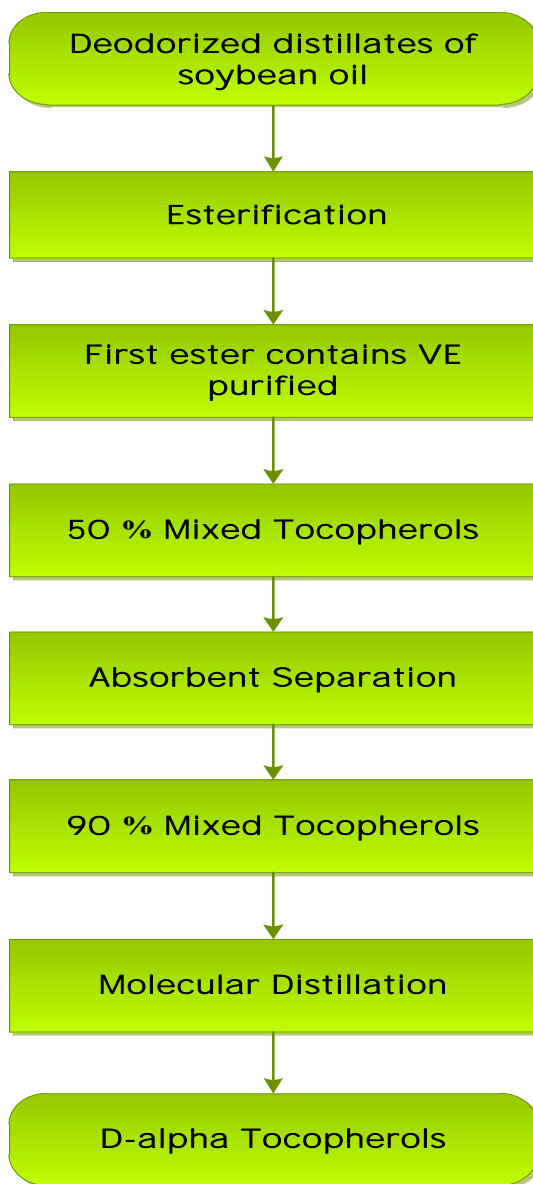 Deodorized distillates of
soybean oil
Esterification
First ester contains VE
purified
50 % Mixed Tocopherols
Absorbent Separation
90 % Mixed Tocopherols
Molecular Distillation
D-alpha Tocopherols